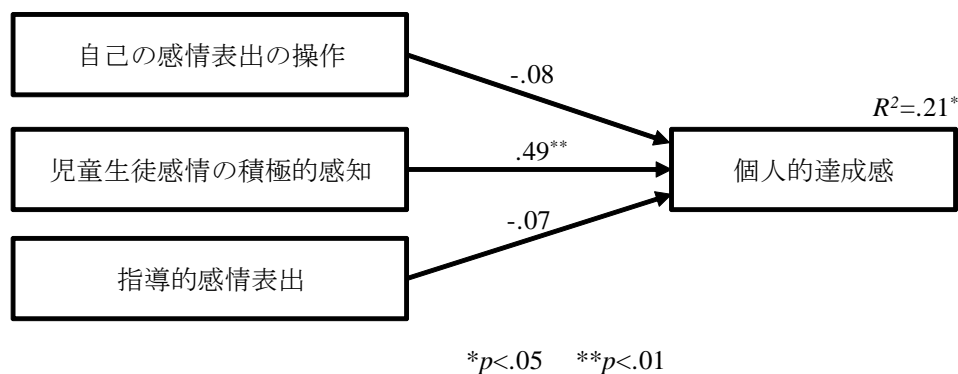 自己の感情表出の操作
-.08
R²=.21*
児童生徒感情の積極的感知
.49**
個人的達成感
-.07
指導的感情表出
*p<.05 **p<.01